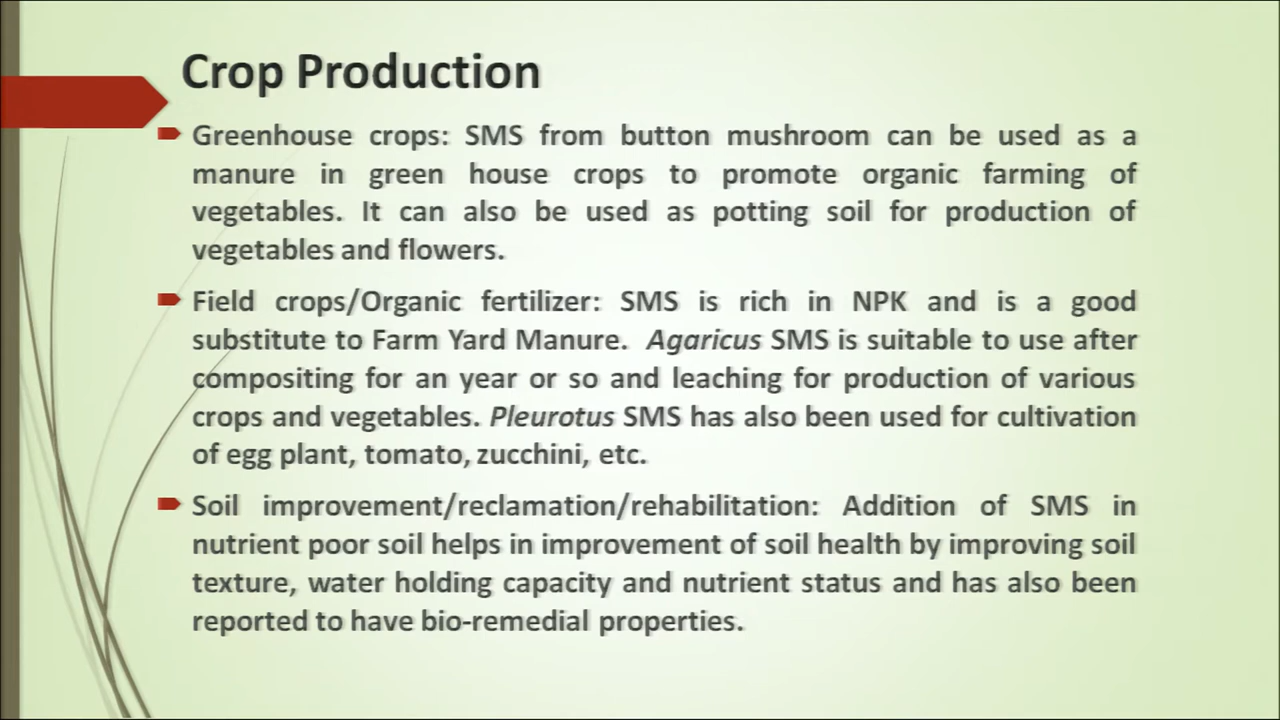 Crop Production
Greenhouse crops: SMS from button mushroom can be used as a
manure in green house crops to promote organic farming of
vegetables. It can also be used as potting soil for production of
vegetables and flowers.
Field crops/Organic fertilizer: SMS is rich in NPK and is a good
substitute to Farm Yard Manure. Agaricus SMS is suitable to use after
compositing for an year or so and leaching for production of various
crops and vegetables. Pleurotus SMS has also been used for cultivation
of egg plant, tomato, zucchini, etc.
Soil improvement/reclamation/rehabilitation: Addition of SMS in
nutrient poor soil helps in improvement of soil health by improving soil
texture, water holding capacity and nutrient status and has also been
reported to have bio-remedial properties.